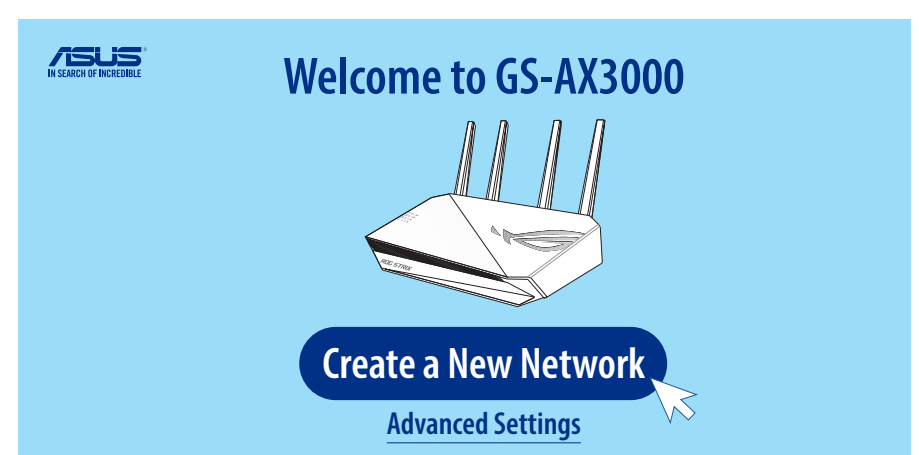 ASUS
IN SEARCH OF INCREDIBLE
Welcome to GS-AX3000
ROG STRIX
Create a New Network
Advanced Settings